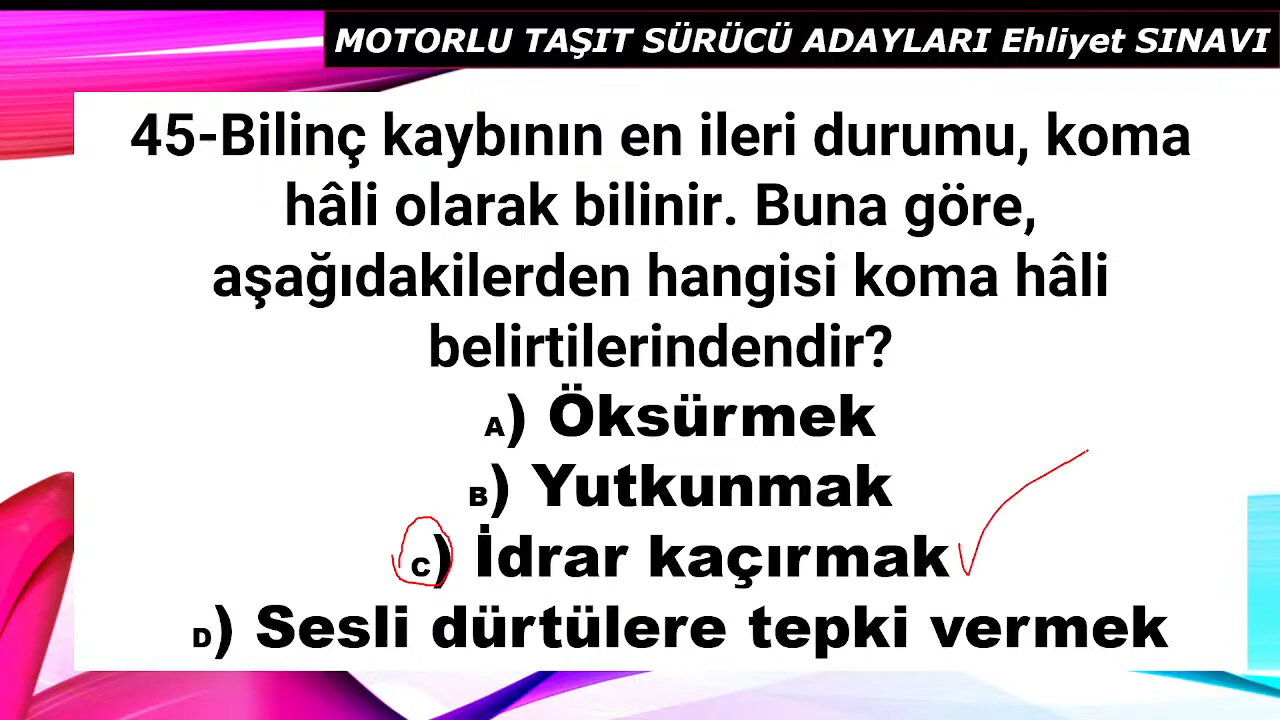 MOTORLU TAŞIT SÜRÜCÜ ADAYLARI Ehliyet SINAVI
45-Bilinç kaybının en ileri durumu, koma
hâli olarak bilinir. Buna göre,
aşağıdakilerden hangisi koma hâli
belirtilerindendir?
A) Öksürmek
B) Yutkunmak
C) İdrar kaçırmak
D) Sesli dürtülere tepki vermek